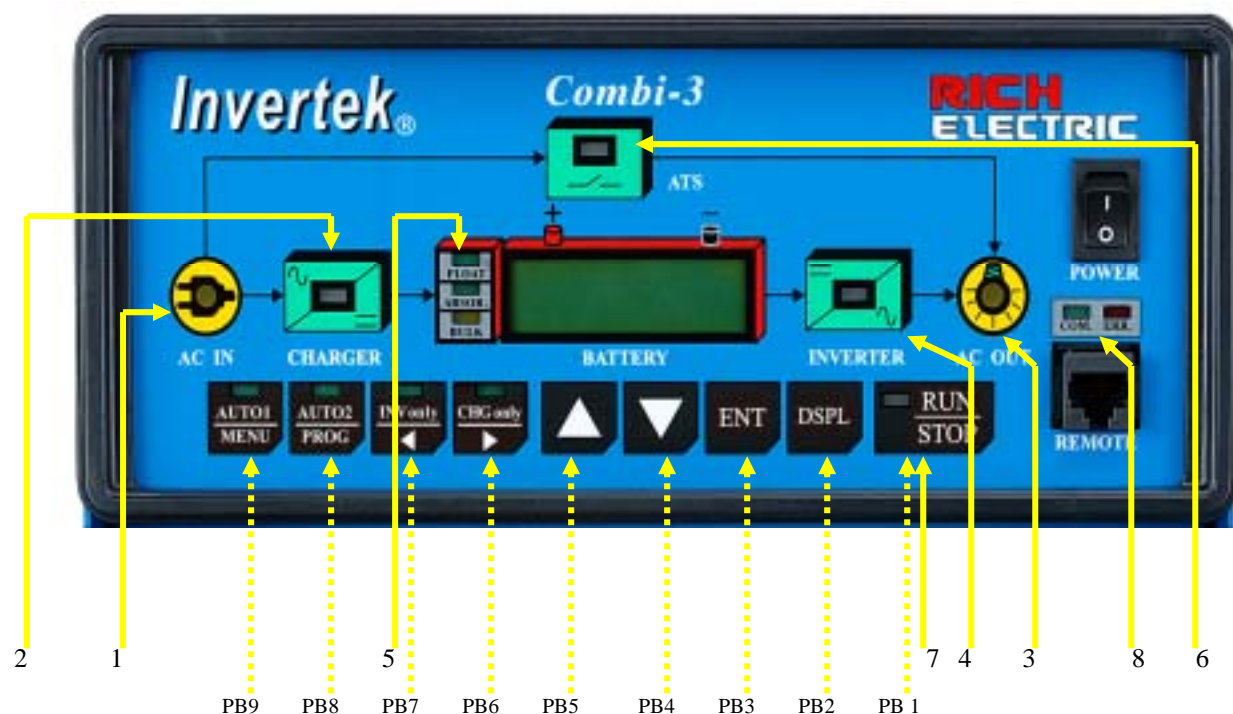 Invertek®
Combi-3
RICH
ELECTRIC
ATS
+
−
I
O
POWER
FLOAT
ABSOR.
BULK
COM. ERR.
AC IN
CHARGER
BATTERY
INVERTER
AC OUT
REMOTE
AUTO1
MENU
AUTO2
PROG
INV only
CHG only
ENT
DSPL
RUN
STOP
2
1
5
7
4
3
8
6
PB9
PB8
PB7
PB6
PB5
PB4
PB3
PB2
PB 1